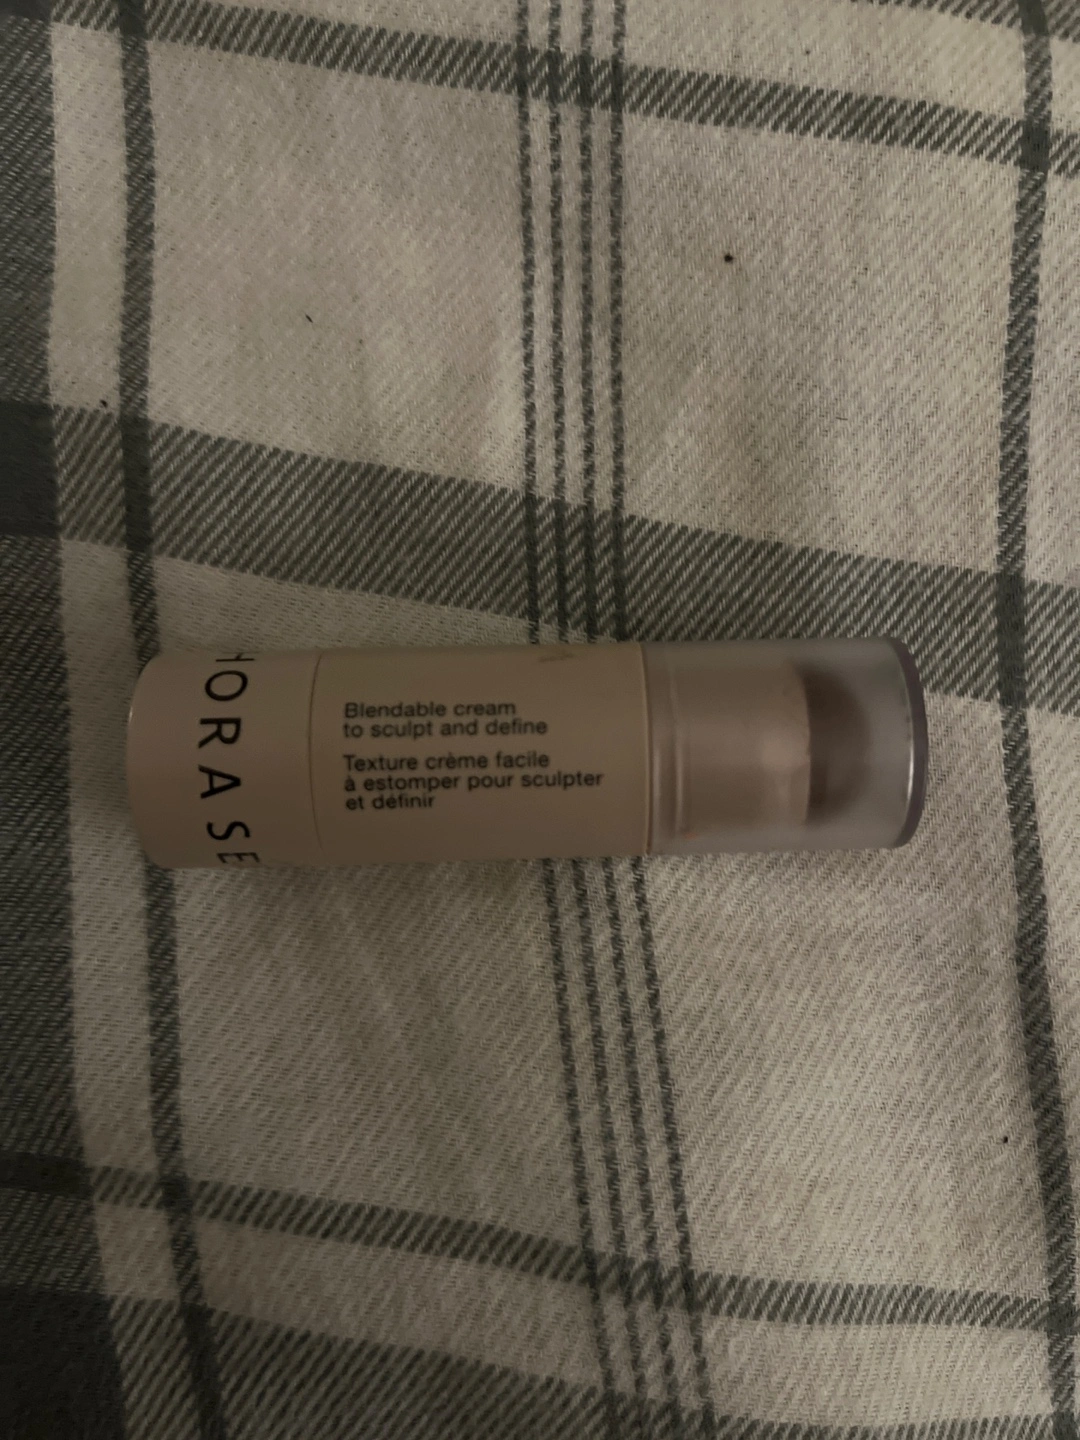 HORA SE
Blendable cream
to sculpt and define
Texture crème facile
à estomper pour sculpter
et définir